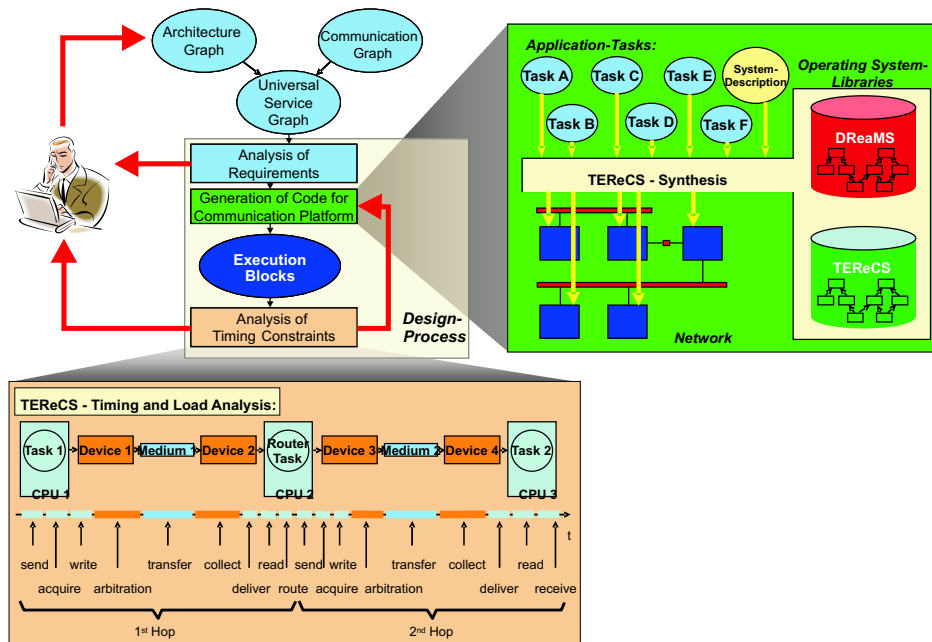 Architecture
Graph
Communication
Graph
Universal
Service
Graph
Analysis of
Requirements
Generation of Code for
Communication Platform
Execution
Blocks
Analysis of
Timing Constraints
Design-
Process
Application-Tasks:
Operating System-
Libraries
Task A
Task C
Task E
System-
Description
Task B
Task D
Task F
DReaMS
TEReCS - Synthesis
TEReCS
Network
TEReCS - Timing and Load Analysis:
Task 1
Device 1
Medium 1
Device 2
Router
Task
Device 3
Medium 2
Device 4
Task 2
CPU 1
CPU 2
CPU 3
t
send
write
transfer
collect
read
send
write
transfer
collect
read
acquire
arbitration
deliver
route
acquire
arbitration
deliver
receive
1st Hop
2nd Hop